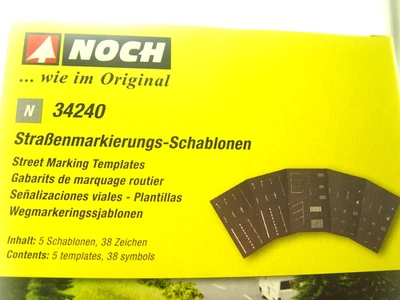 NOCH
... wie im Original
N 34240
Straßenmarkierungs-Schablonen
Street Marking Templates
Gabarits de marquage routier
Señalizaciones viales - Plantillas
Wegmarkeringssjablonen
Inhalt: 5 Schablonen, 38 Zeichen
Contents: 5 templates, 38 symbols